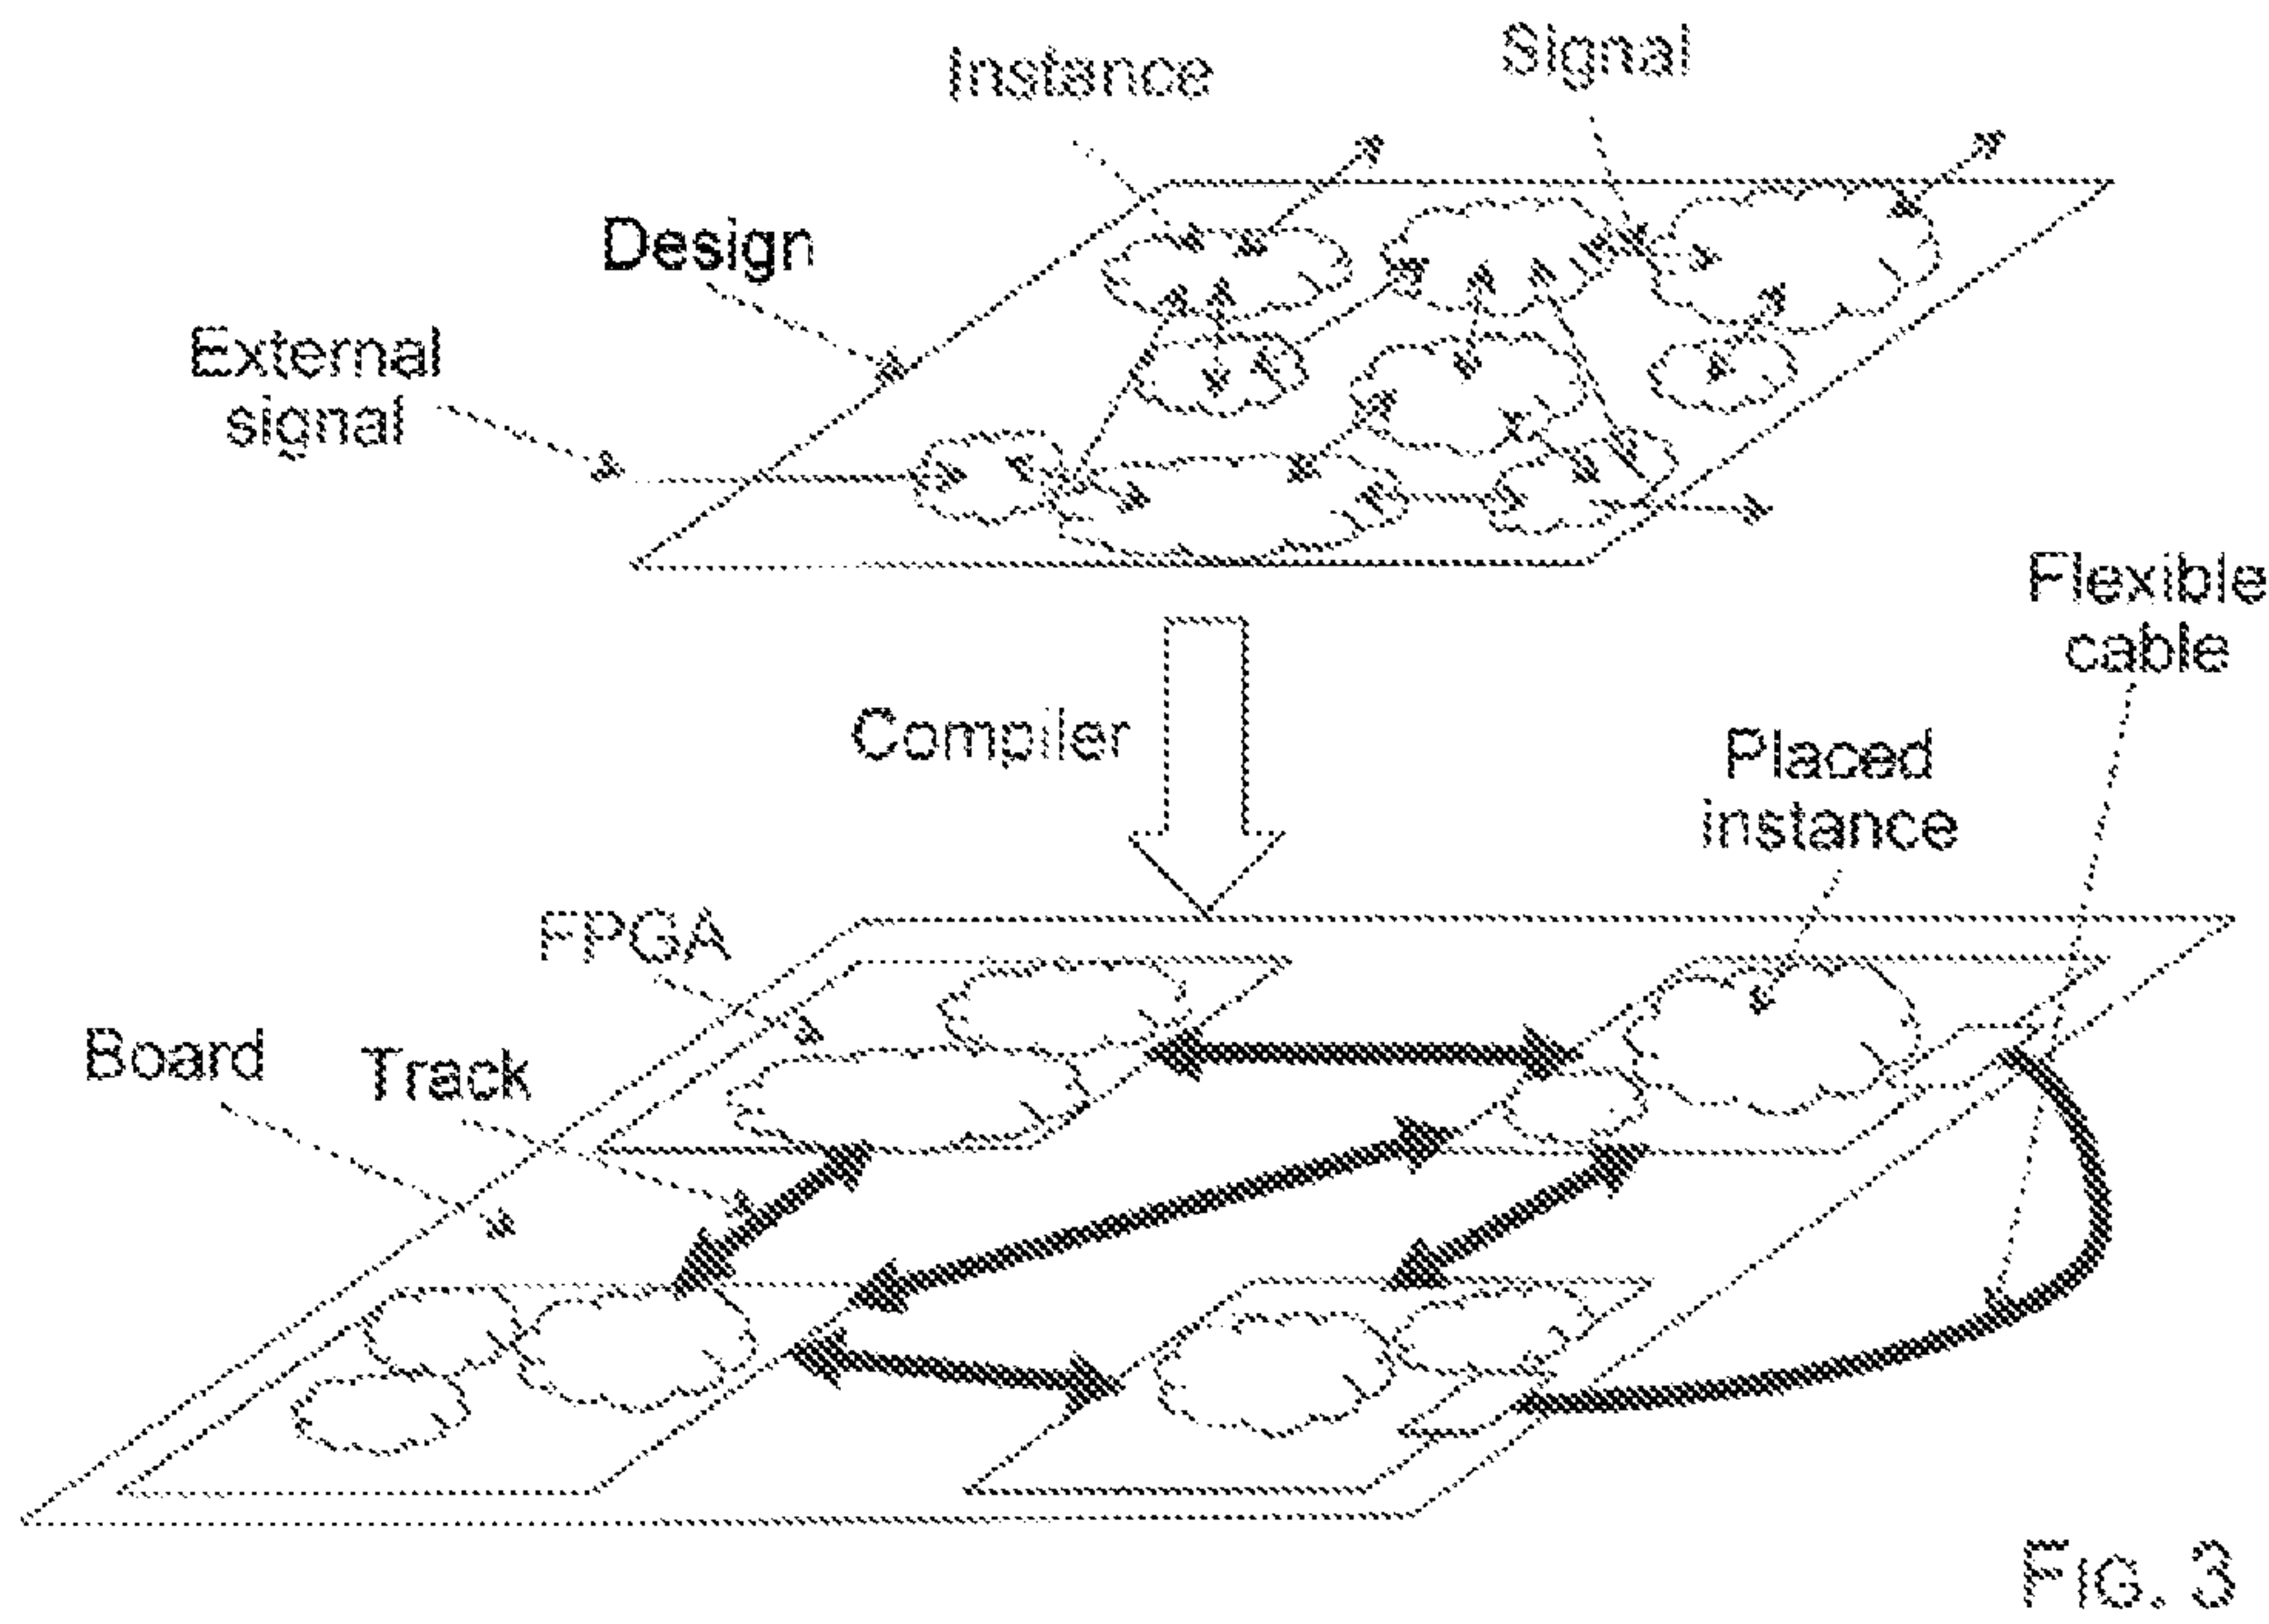 Instance
Signal
Design
External
signal
Flexible
cable
Compiler
Placed
instance
FPGA
Board
Track
FIG. 3